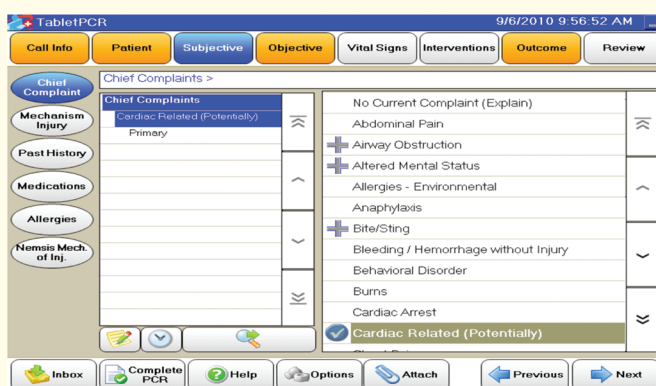 TabletPCR
9/6/2010 9:56:52 AM
Call Info
Patient
Subjective
Objective
Vital Signs
Interventions
Outcome
Review
Chief
Complaint
Mechanism
Injury
Past History
Medications
Allergies
Nemsis Mech.
of Inj.
Chief Complaints >
Chief Complaints
Cardiac Related (Potentially)
Primary
No Current Complaint (Explain)
Abdominal Pain
Airway Obstruction
Altered Mental Status
Allergies - Environmental
Anaphylaxis
Bite/Sting
Bleeding / Hemorrhage without Injury
Behavioral Disorder
Burns
Cardiac Arrest
Cardiac Related (Potentially)
Inbox
Complete
PCR
Help
Options
Attach
Previous
Next